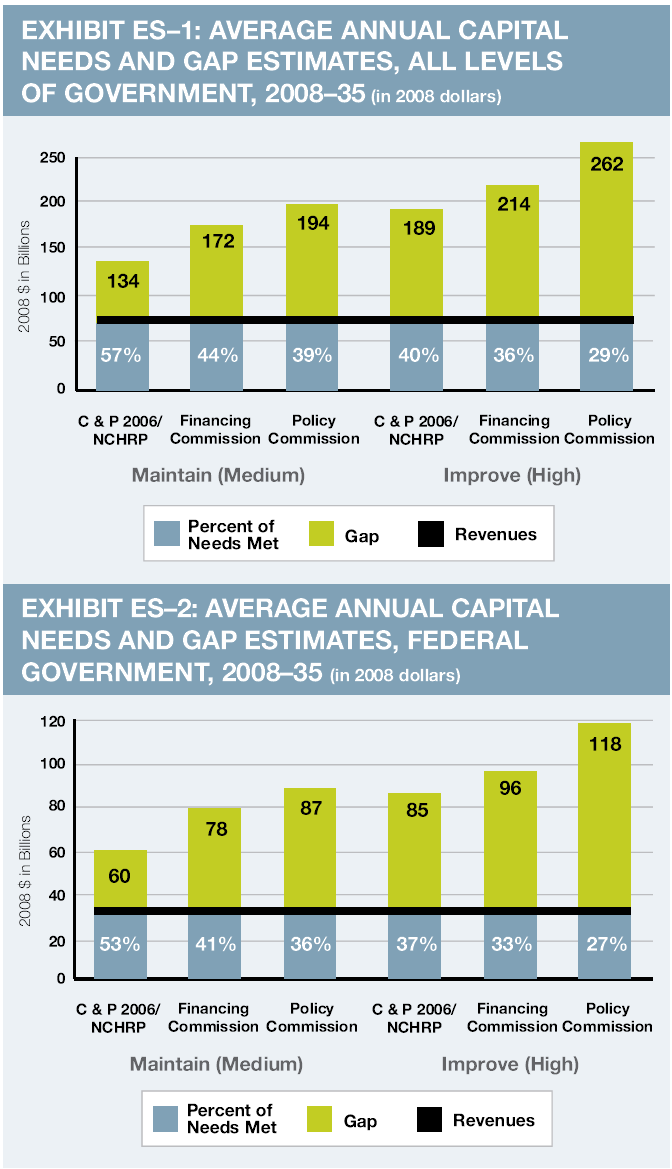 EXHIBIT ES–1: AVERAGE ANNUAL CAPITAL
NEEDS AND GAP ESTIMATES, ALL LEVELS
OF GOVERNMENT, 2008–35 (in 2008 dollars)
2008 $ in Billions
250
200
150
100
50
0
134
172
194
189
214
262
57%
44%
39%
40%
36%
29%
C & P 2006/
NCHRP
Financing
Commission
Policy
Commission
C & P 2006/
NCHRP
Financing
Commission
Policy
Commission
Maintain (Medium)
Improve (High)
Percent of
Needs Met
Gap
Revenues
EXHIBIT ES–2: AVERAGE ANNUAL CAPITAL
NEEDS AND GAP ESTIMATES, FEDERAL
GOVERNMENT, 2008–35 (in 2008 dollars)
2008 $ in Billions
120
100
80
60
40
20
0
60
78
87
85
96
118
53%
41%
36%
37%
33%
27%
C & P 2006/
NCHRP
Financing
Commission
Policy
Commission
C & P 2006/
NCHRP
Financing
Commission
Policy
Commission
Maintain (Medium)
Improve (High)
Percent of
Needs Met
Gap
Revenues